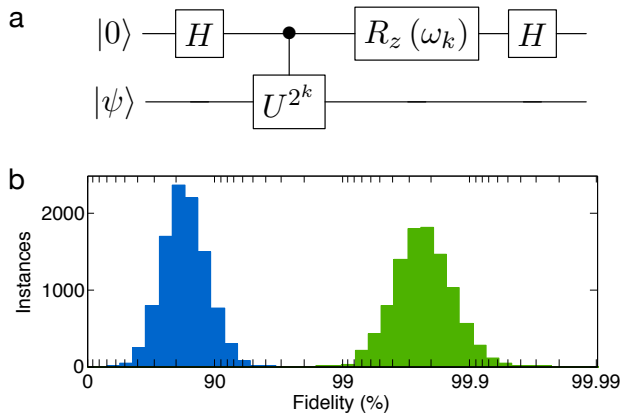 a
|0⟩ H R_z (ω_k) H
|ψ⟩ U^{2^k}
b
Instances
2000
1000
0
0 90 99 99.9 99.99
Fidelity (%)